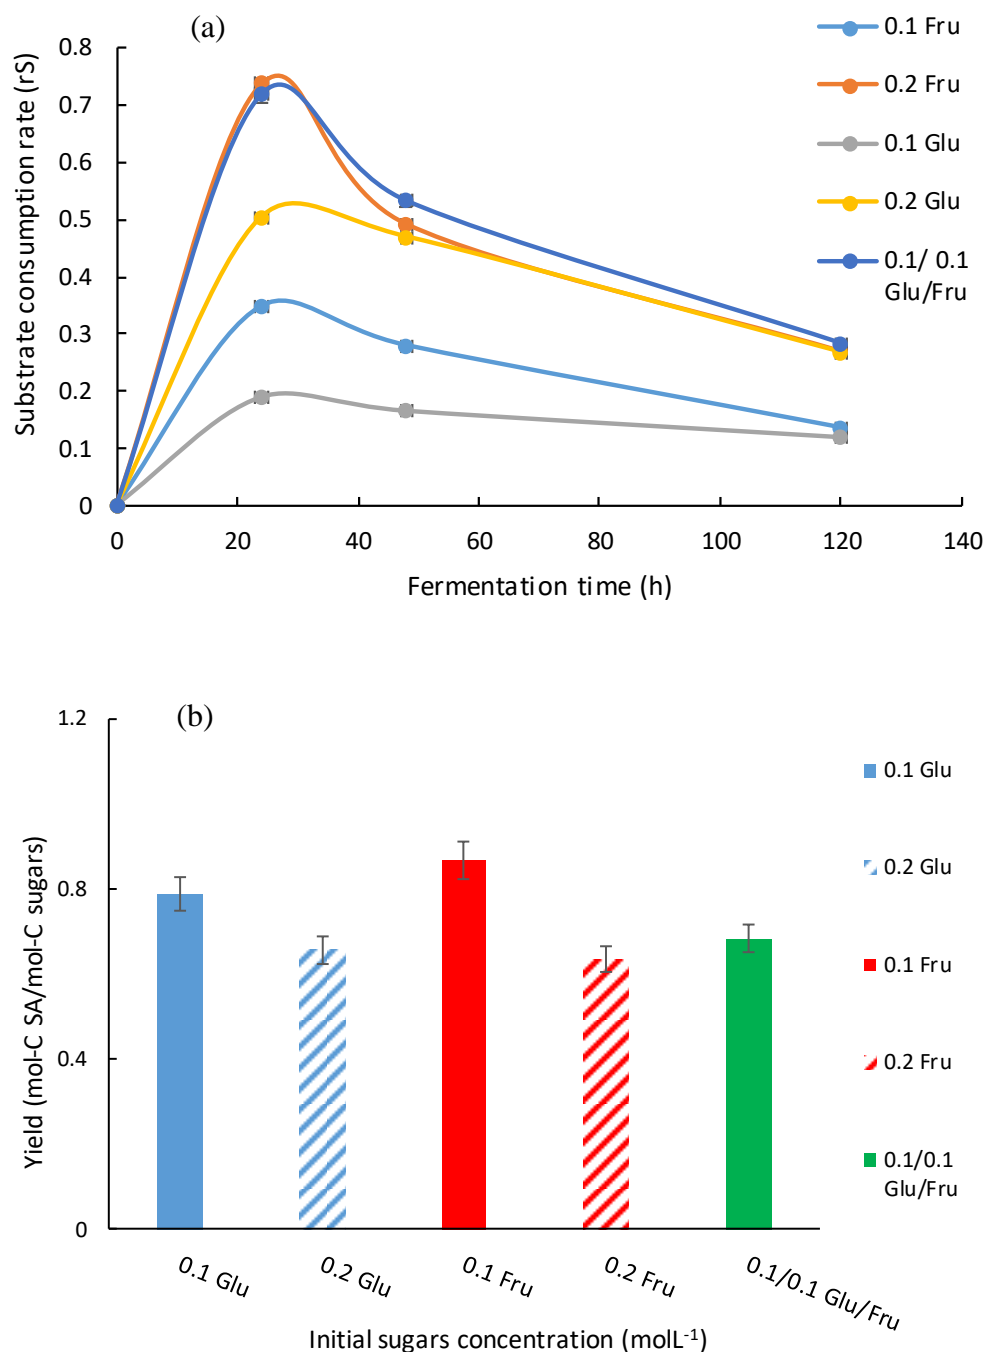 (a)
Substrate consumption rate (rS)
0.8
0.7
0.6
0.5
0.4
0.3
0.2
0.1
0
0 20 40 60 80 100 120 140
Fermentation time (h)
0.1 Fru
0.2 Fru
0.1 Glu
0.2 Glu
0.1/ 0.1
Glu/Fru
(b)
Yield (mol-C SA/mol-C sugars)
1.2
0.8
0.4
0
0.1 Glu 0.2 Glu 0.1 Fru 0.2 Fru 0.1/0.1 Glu/Fru
Initial sugars concentration (molL⁻¹)
0.1 Glu
0.2 Glu
0.1 Fru
0.2 Fru
0.1/0.1
Glu/Fru